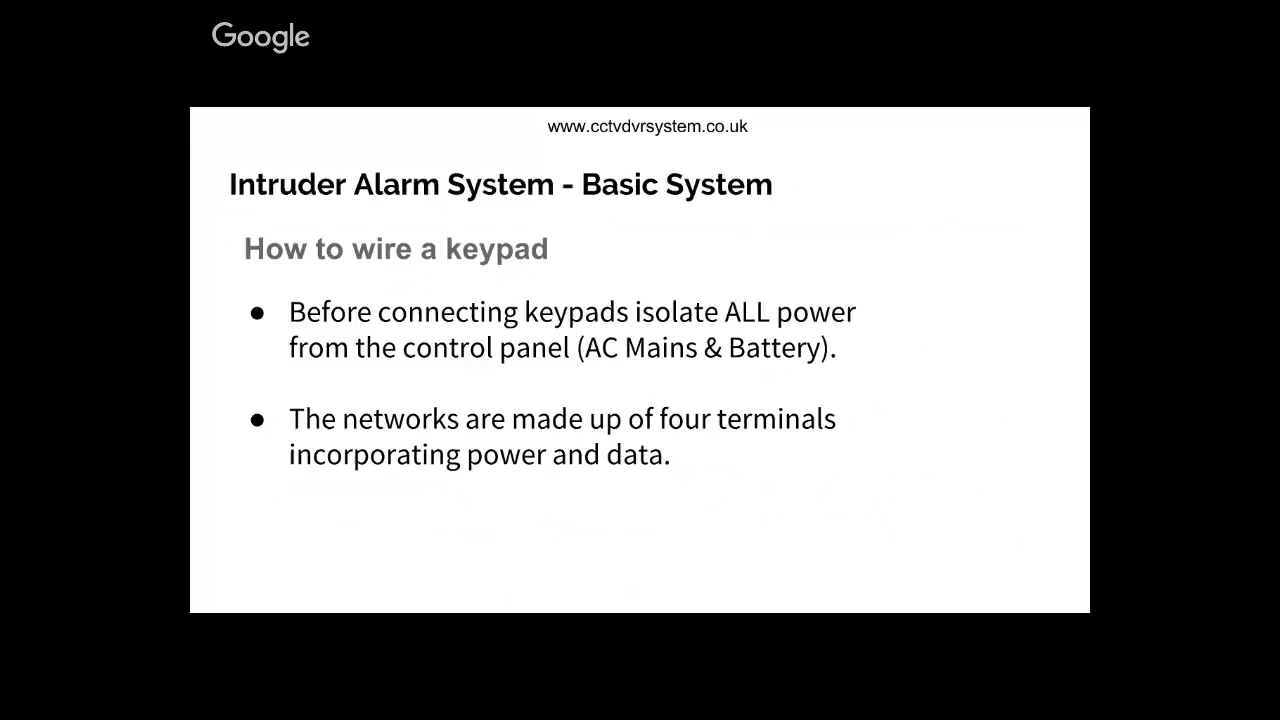 Google
www.cctvdvrsystem.co.uk
Intruder Alarm System - Basic System
How to wire a keypad
● Before connecting keypads isolate ALL power
from the control panel (AC Mains & Battery).
● The networks are made up of four terminals
incorporating power and data.